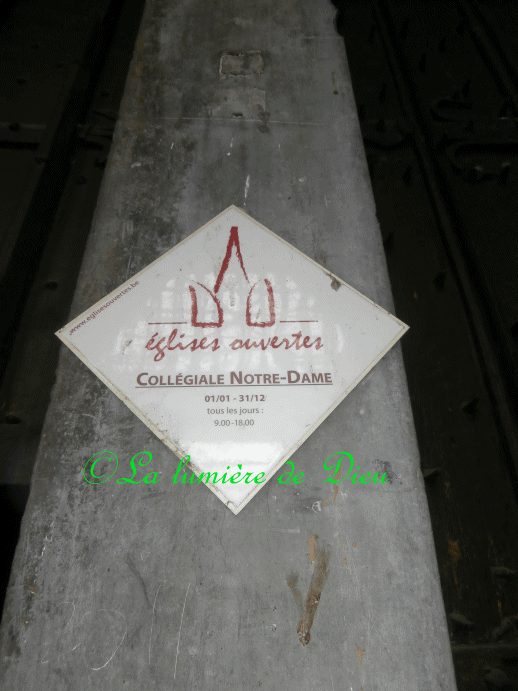 www.eglisesouvertes.be
églises ouvertes
COLLÉGIALE NOTRE-DAME
01/01 - 31/12
tous les jours :
9.00-18.00
©La lumière de Dieu